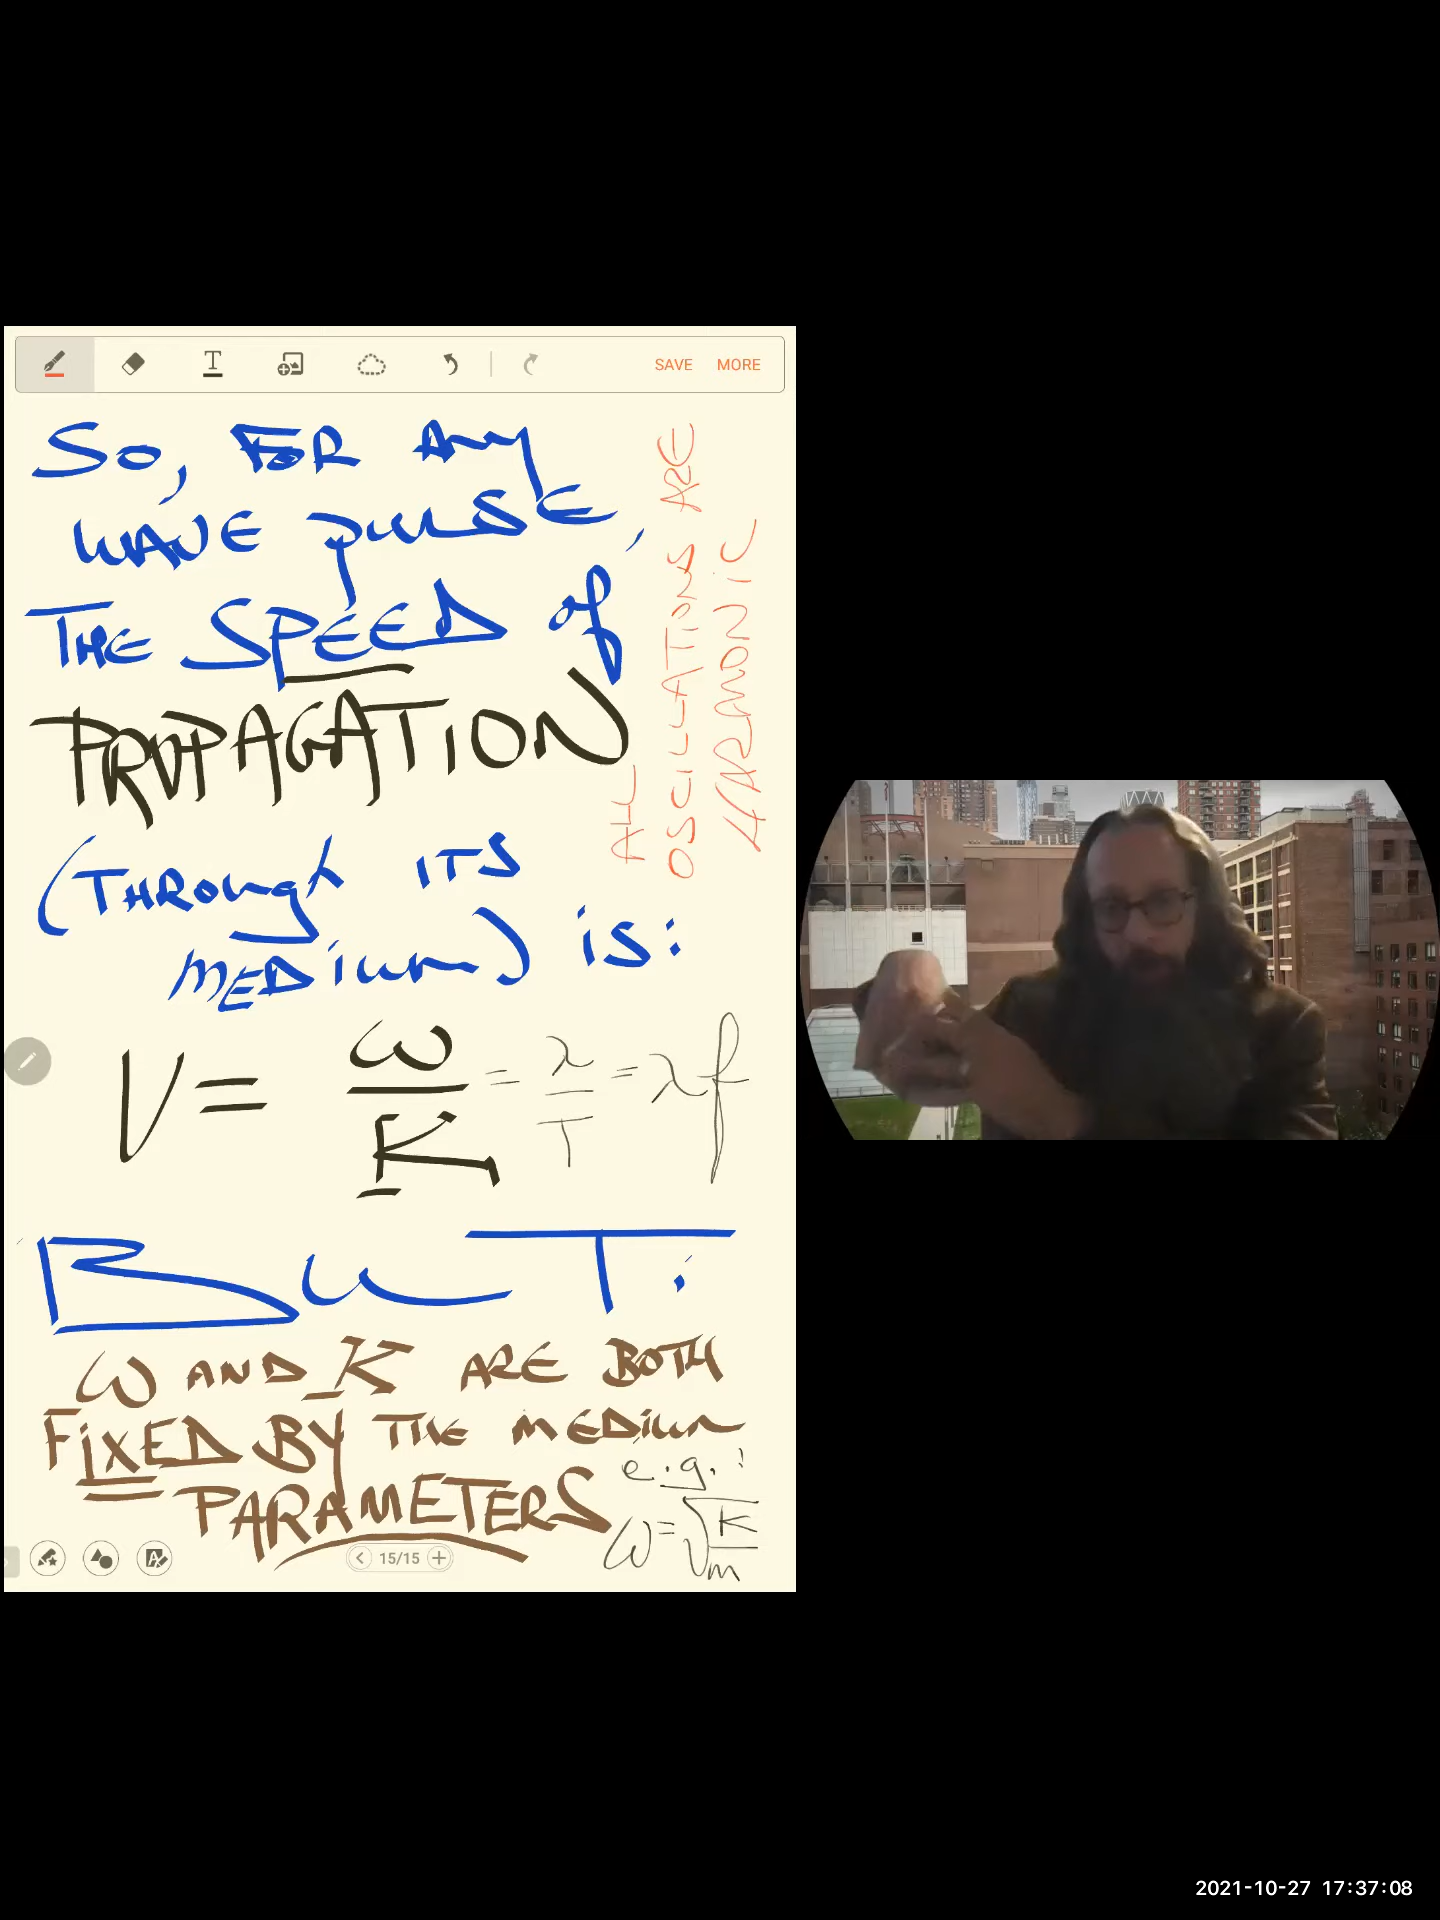 SAVE MORE
So, FOR Any
WAVE pulse,
THE SPEED of
PROPAGATION
(THROUGH ITS
MEDIUM) is:
ALL
OSCILLATIONS ARE
HARMONIC
V = ω/K = λ/T = λf
BUT:
ω AND K ARE BOTH
FIXED BY THE MEDIUM
PARAMETERS
e.g.:
ω = √K/m
15/15
2021-10-27 17:37:08